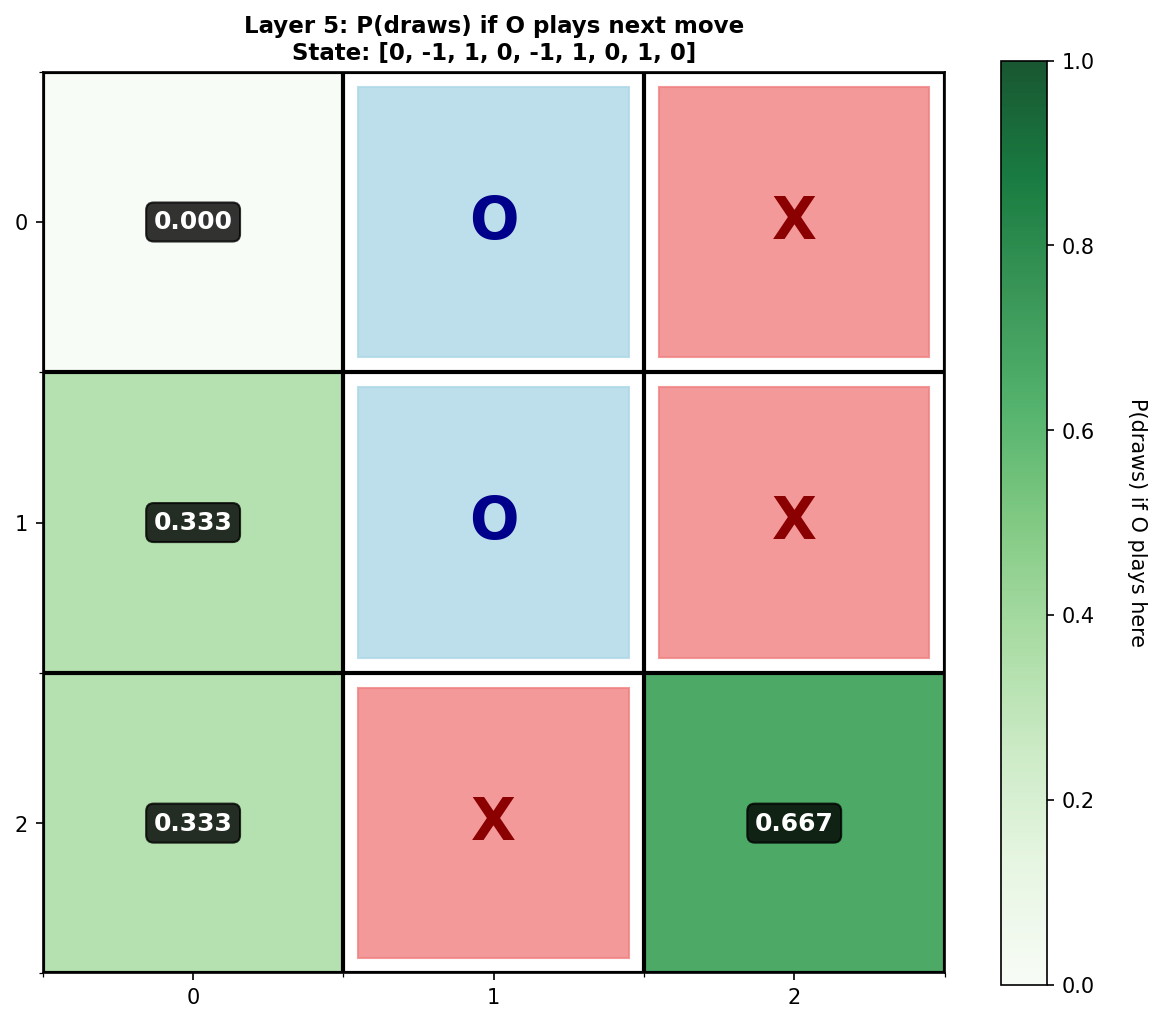 Layer 5: P(draws) if O plays next move
State: [0, -1, 1, 0, -1, 1, 0, 1, 0]
0
0.000
O
X
1
0.333
O
X
2
0.333
X
0.667
0
1
2
1.0
0.8
0.6
0.4
0.2
0.0
P(draws) if O plays here